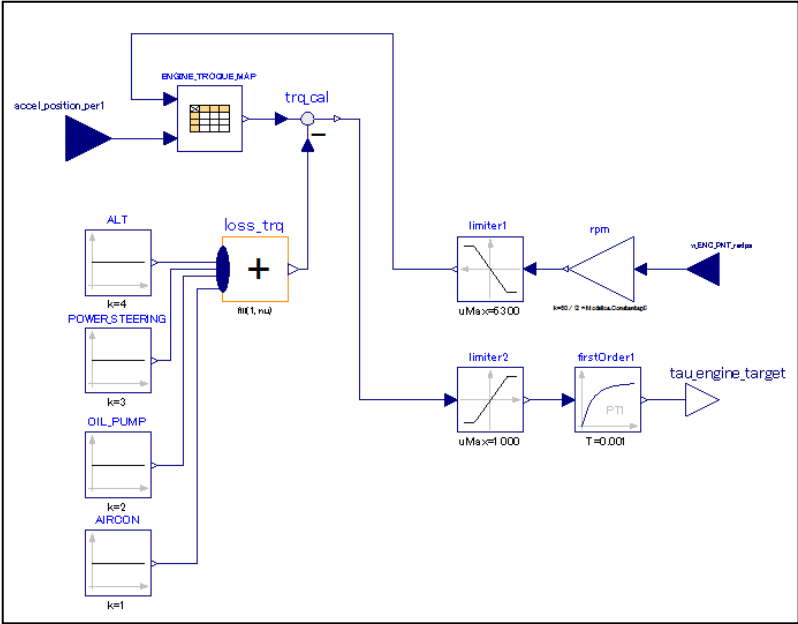 ENGINE_TROQUE_MAP
accel_position_per1
trq_cal
ALT
k=4
POWER_STEERING
k=3
OIL_PUMP
k=2
AIRCON
k=1
loss_trq
+
fill(1, nu)
limiter1
uMax=6300
rpm
limiter2
uMax=1000
firstOrder1
PT1
T=0.001
tau_engine_target